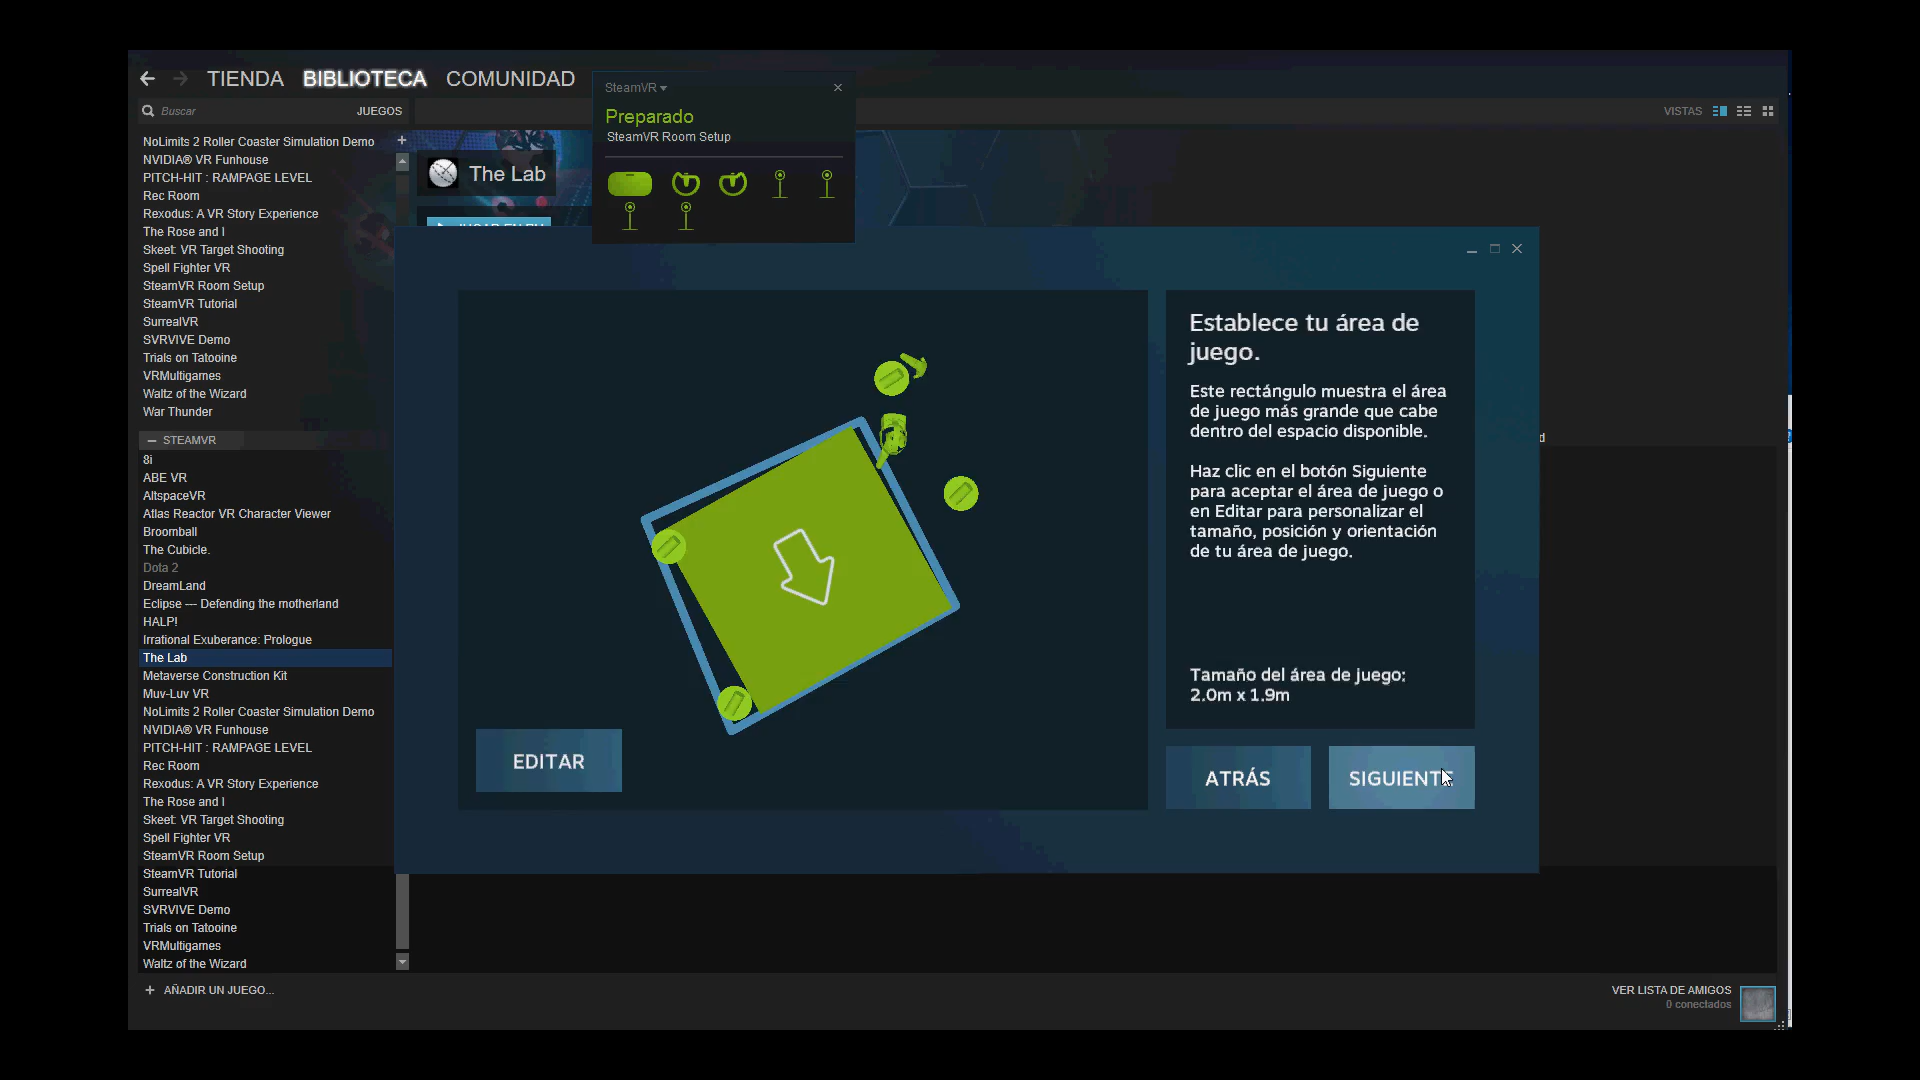 TIENDA BIBLIOTECA COMUNIDAD
Buscar JUEGOS
VISTAS
NoLimits 2 Roller Coaster Simulation Demo
NVIDIA® VR Funhouse
PITCH-HIT : RAMPAGE LEVEL
Rec Room
Rexodus: A VR Story Experience
The Rose and I
Skeet: VR Target Shooting
Spell Fighter VR
SteamVR Room Setup
SteamVR Tutorial
SurrealVR
SVRVIVE Demo
Trials on Tatooine
VRMultigames
Waltz of the Wizard
War Thunder
STEAMVR
8i
ABE VR
AltspaceVR
Atlas Reactor VR Character Viewer
Broomball
The Cubicle.
Dota 2
DreamLand
Eclipse --- Defending the motherland
HALP!
Irrational Exuberance: Prologue
The Lab
Metaverse Construction Kit
Muv-Luv VR
NoLimits 2 Roller Coaster Simulation Demo
NVIDIA® VR Funhouse
PITCH-HIT : RAMPAGE LEVEL
Rec Room
Rexodus: A VR Story Experience
The Rose and I
Skeet: VR Target Shooting
Spell Fighter VR
SteamVR Room Setup
SteamVR Tutorial
SurrealVR
SVRVIVE Demo
Trials on Tatooine
VRMultigames
Waltz of the Wizard
AÑADIR UN JUEGO...
The Lab
SteamVR
Preparado
SteamVR Room Setup
Establece tu área de
juego.
Este rectángulo muestra el área
de juego más grande que cabe
dentro del espacio disponible.
Haz clic en el botón Siguiente
para aceptar el área de juego o
en Editar para personalizar el
tamaño, posición y orientación
de tu área de juego.
Tamaño del área de juego:
2.0m x 1.9m
EDITAR
ATRÁS
SIGUIENTE
VER LISTA DE AMIGOS
0 conectados